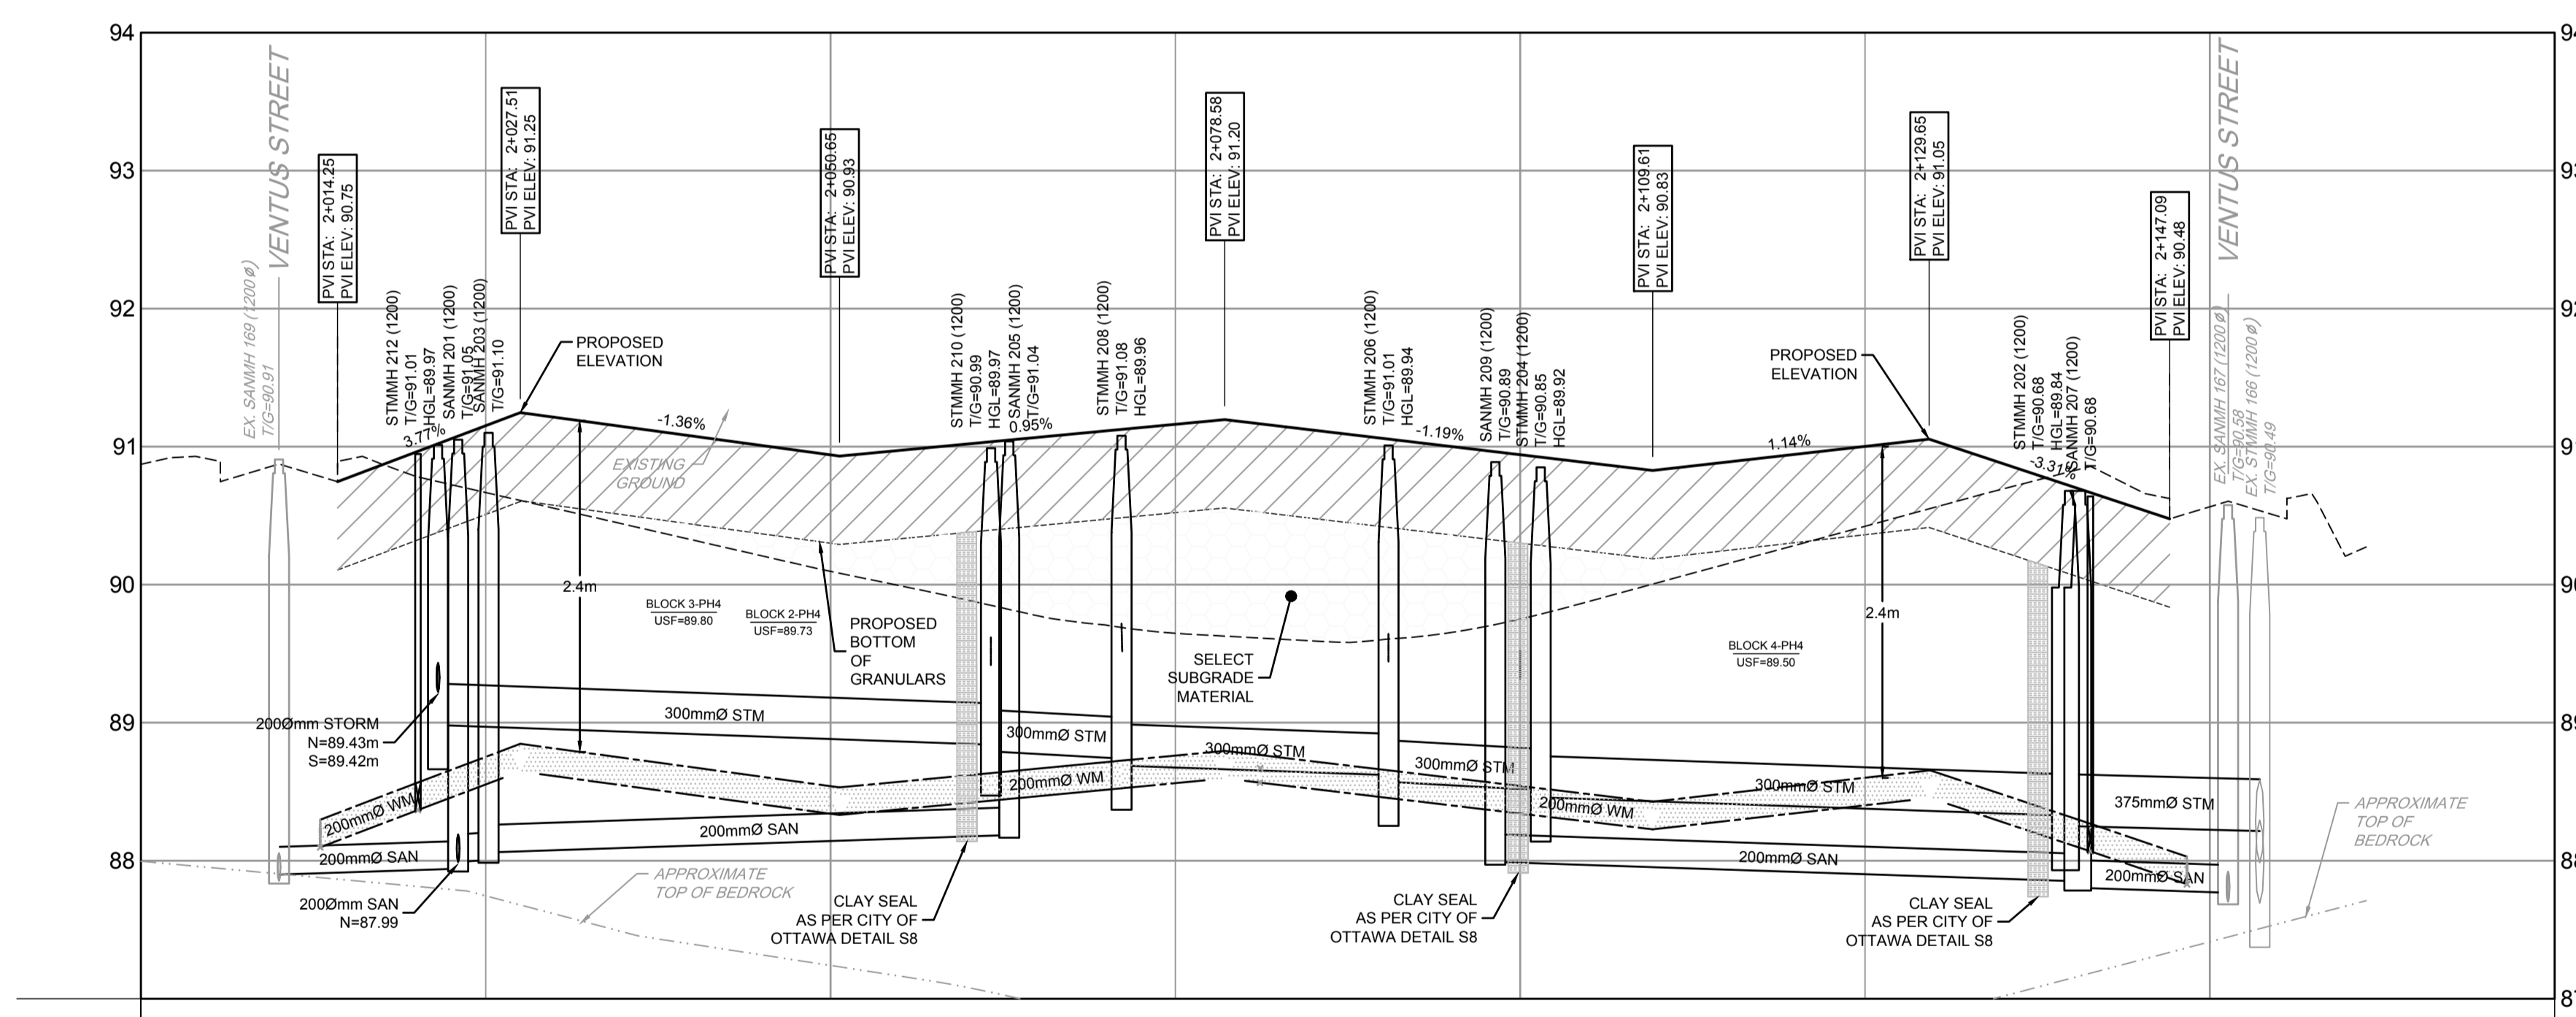 94
93
92
91
90
89
88
VENTUS STREET
EX. SANMH 169 (1200 ø)
T/G=90.91
PVI STA: 2+014.25
PVI ELEV: 90.75
STMMH 212 (1200)
T/G=91.01
HGL=89.97
SANMH 201 (1200)
T/G=91.05
SANMH 203 (1200)
T/G=91.10
PVI STA: 2+027.51
PVI ELEV: 91.25
3.77%
PROPOSED
ELEVATION
-1.36%
EXISTING
GROUND
PVI STA: 2+050.65
PVI ELEV: 90.93
STMMH 210 (1200)
T/G=90.99
HGL=89.97
SANMH 205 (1200)
T/G=91.04
0.95%
STMMH 208 (1200)
T/G=91.08
HGL=89.96
PVI STA: 2+078.58
PVI ELEV: 91.20
STMMH 206 (1200)
T/G=91.01
HGL=89.94
-1.19%
SANMH 209 (1200)
T/G=90.89
STMMH 204 (1200)
T/G=90.85
HGL=89.92
PVI STA: 2+109.61
PVI ELEV: 90.83
1.14%
PROPOSED
ELEVATION
PVI STA: 2+129.65
PVI ELEV: 91.05
STMMH 202 (1200)
T/G=90.68
HGL=89.84
SANMH 207 (1200)
T/G=90.68
-3.31%
PVI STA: 2+147.09
PVI ELEV: 90.48
VENTUS STREET
EX. SANMH 167 (1200 ø)
T/G=90.58
EX. STMMH 166 (1200 ø)
T/G=90.49
2.4m
BLOCK 3-PH4
USF=89.80
BLOCK 2-PH4
USF=89.73
PROPOSED
BOTTOM
OF
GRANULARS
SELECT
SUBGRADE
MATERIAL
2.4m
BLOCK 4-PH4
USF=89.50
200Ømm STORM
N=89.43m
S=89.42m
300mmØ STM
300mmØ STM
300mmØ STM
300mmØ STM
300mmØ STM
375mmØ STM
200mmØ WM
200mmØ WM
200mmØ WM
200mmØ SAN
200mmØ SAN
200mmØ SAN
200mmØ SAN
200Ømm SAN
N=87.99
APPROXIMATE
TOP OF BEDROCK
CLAY SEAL
AS PER CITY OF
OTTAWA DETAIL S8
CLAY SEAL
AS PER CITY OF
OTTAWA DETAIL S8
CLAY SEAL
AS PER CITY OF
OTTAWA DETAIL S8
APPROXIMATE
TOP OF
BEDROCK